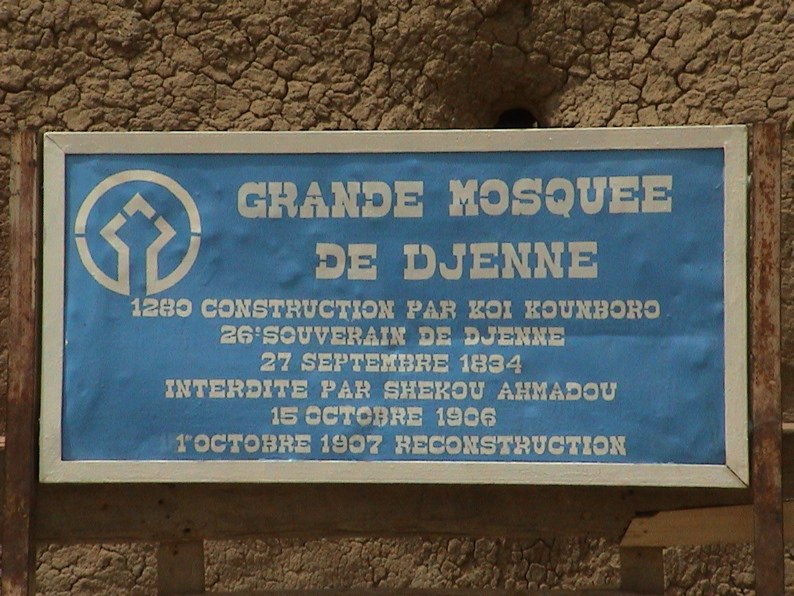 GRANDE MOSQUEE
DE DJENNE
1280 CONSTRUCTION PAR KOI KOUNBORO
26e SOUVERAIN DE DJENNE
27 SEPTEMBRE 1834
INTERDITE PAR SHEKOU AHMADOU
15 OCTOBRE 1906
1er OCTOBRE 1907 RECONSTRUCTION